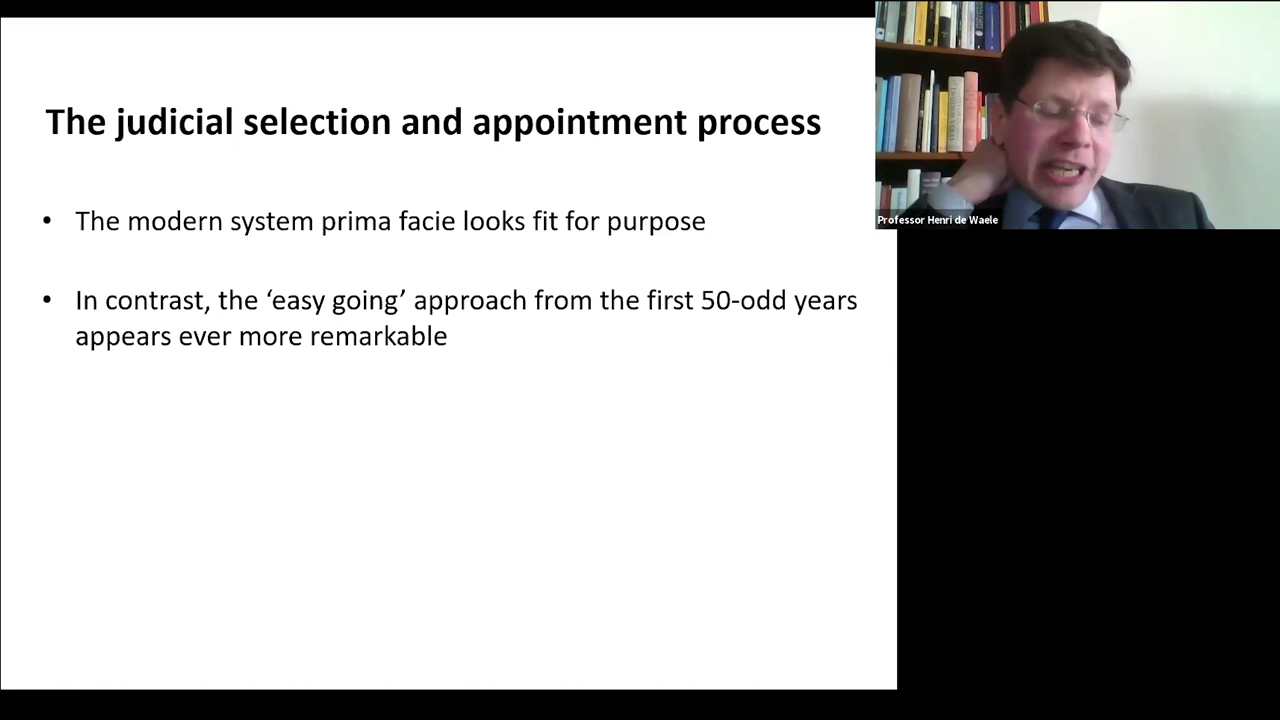 The judicial selection and appointment process
• The modern system prima facie looks fit for purpose
• In contrast, the ‘easy going’ approach from the first 50-odd years
appears ever more remarkable
Professor Henri de Waele